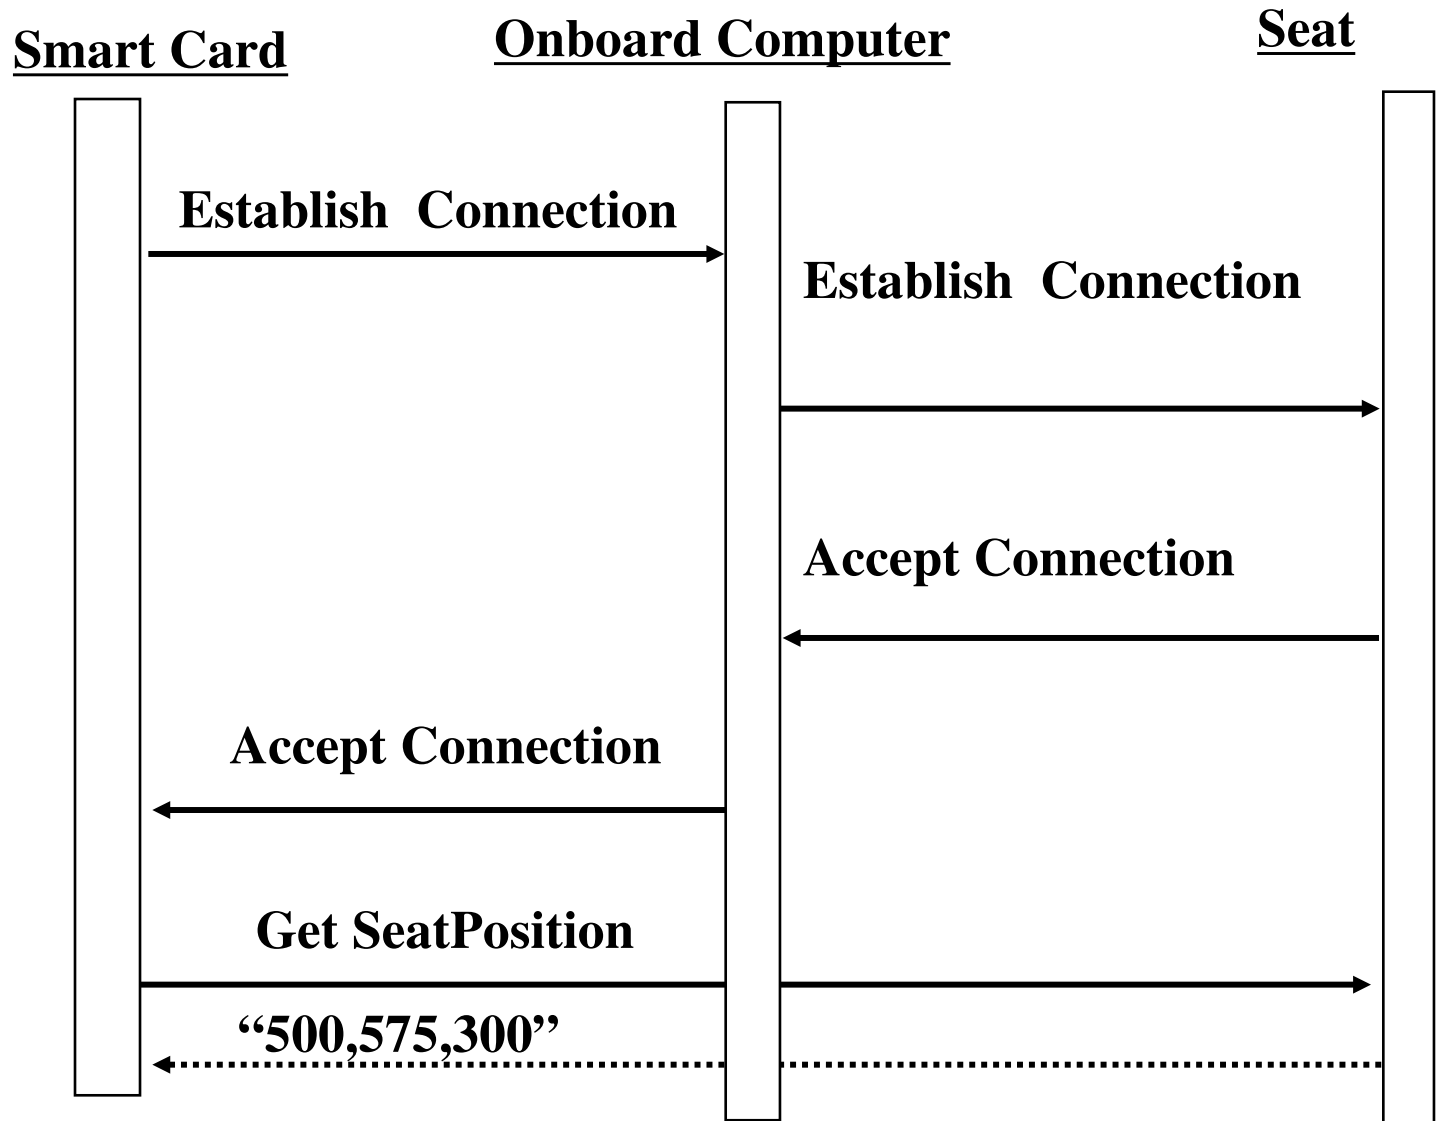 Smart Card
Onboard Computer
Seat
Establish  Connection
Establish  Connection
Accept Connection
Accept Connection
Get SeatPosition
“500,575,300”